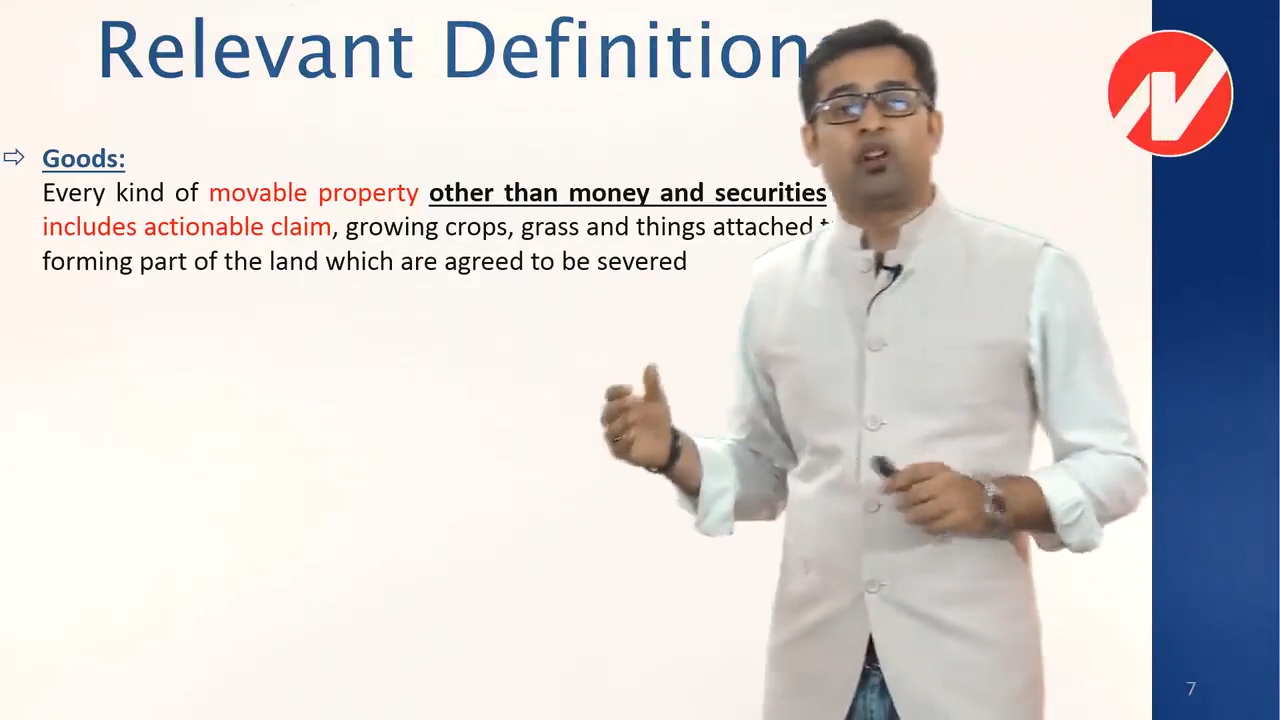 Relevant Definition
Goods:
Every kind of movable property other than money and securities
includes actionable claim, growing crops, grass and things attached
forming part of the land which are agreed to be severed
7